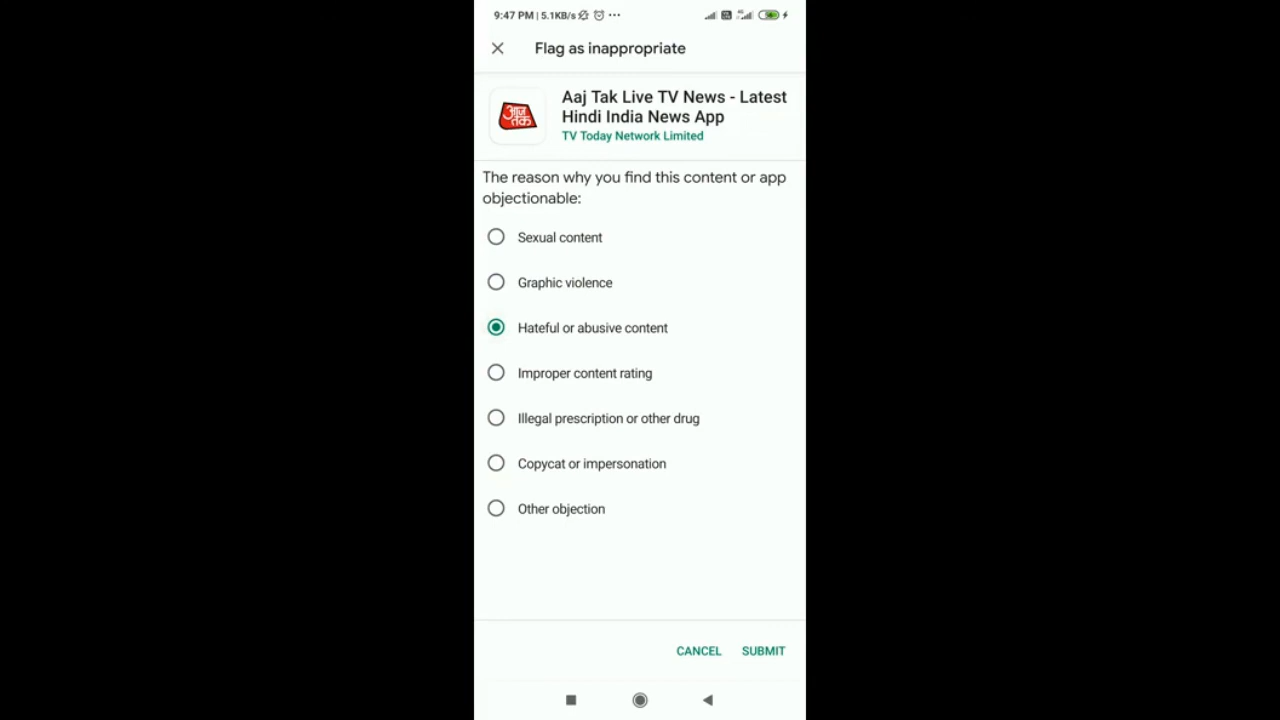 9:47 PM | 5.1KB/s
Flag as inappropriate
आज तक
Aaj Tak Live TV News - Latest
Hindi India News App
TV Today Network Limited
The reason why you find this content or app
objectionable:
Sexual content
Graphic violence
Hateful or abusive content
Improper content rating
Illegal prescription or other drug
Copycat or impersonation
Other objection
CANCEL SUBMIT